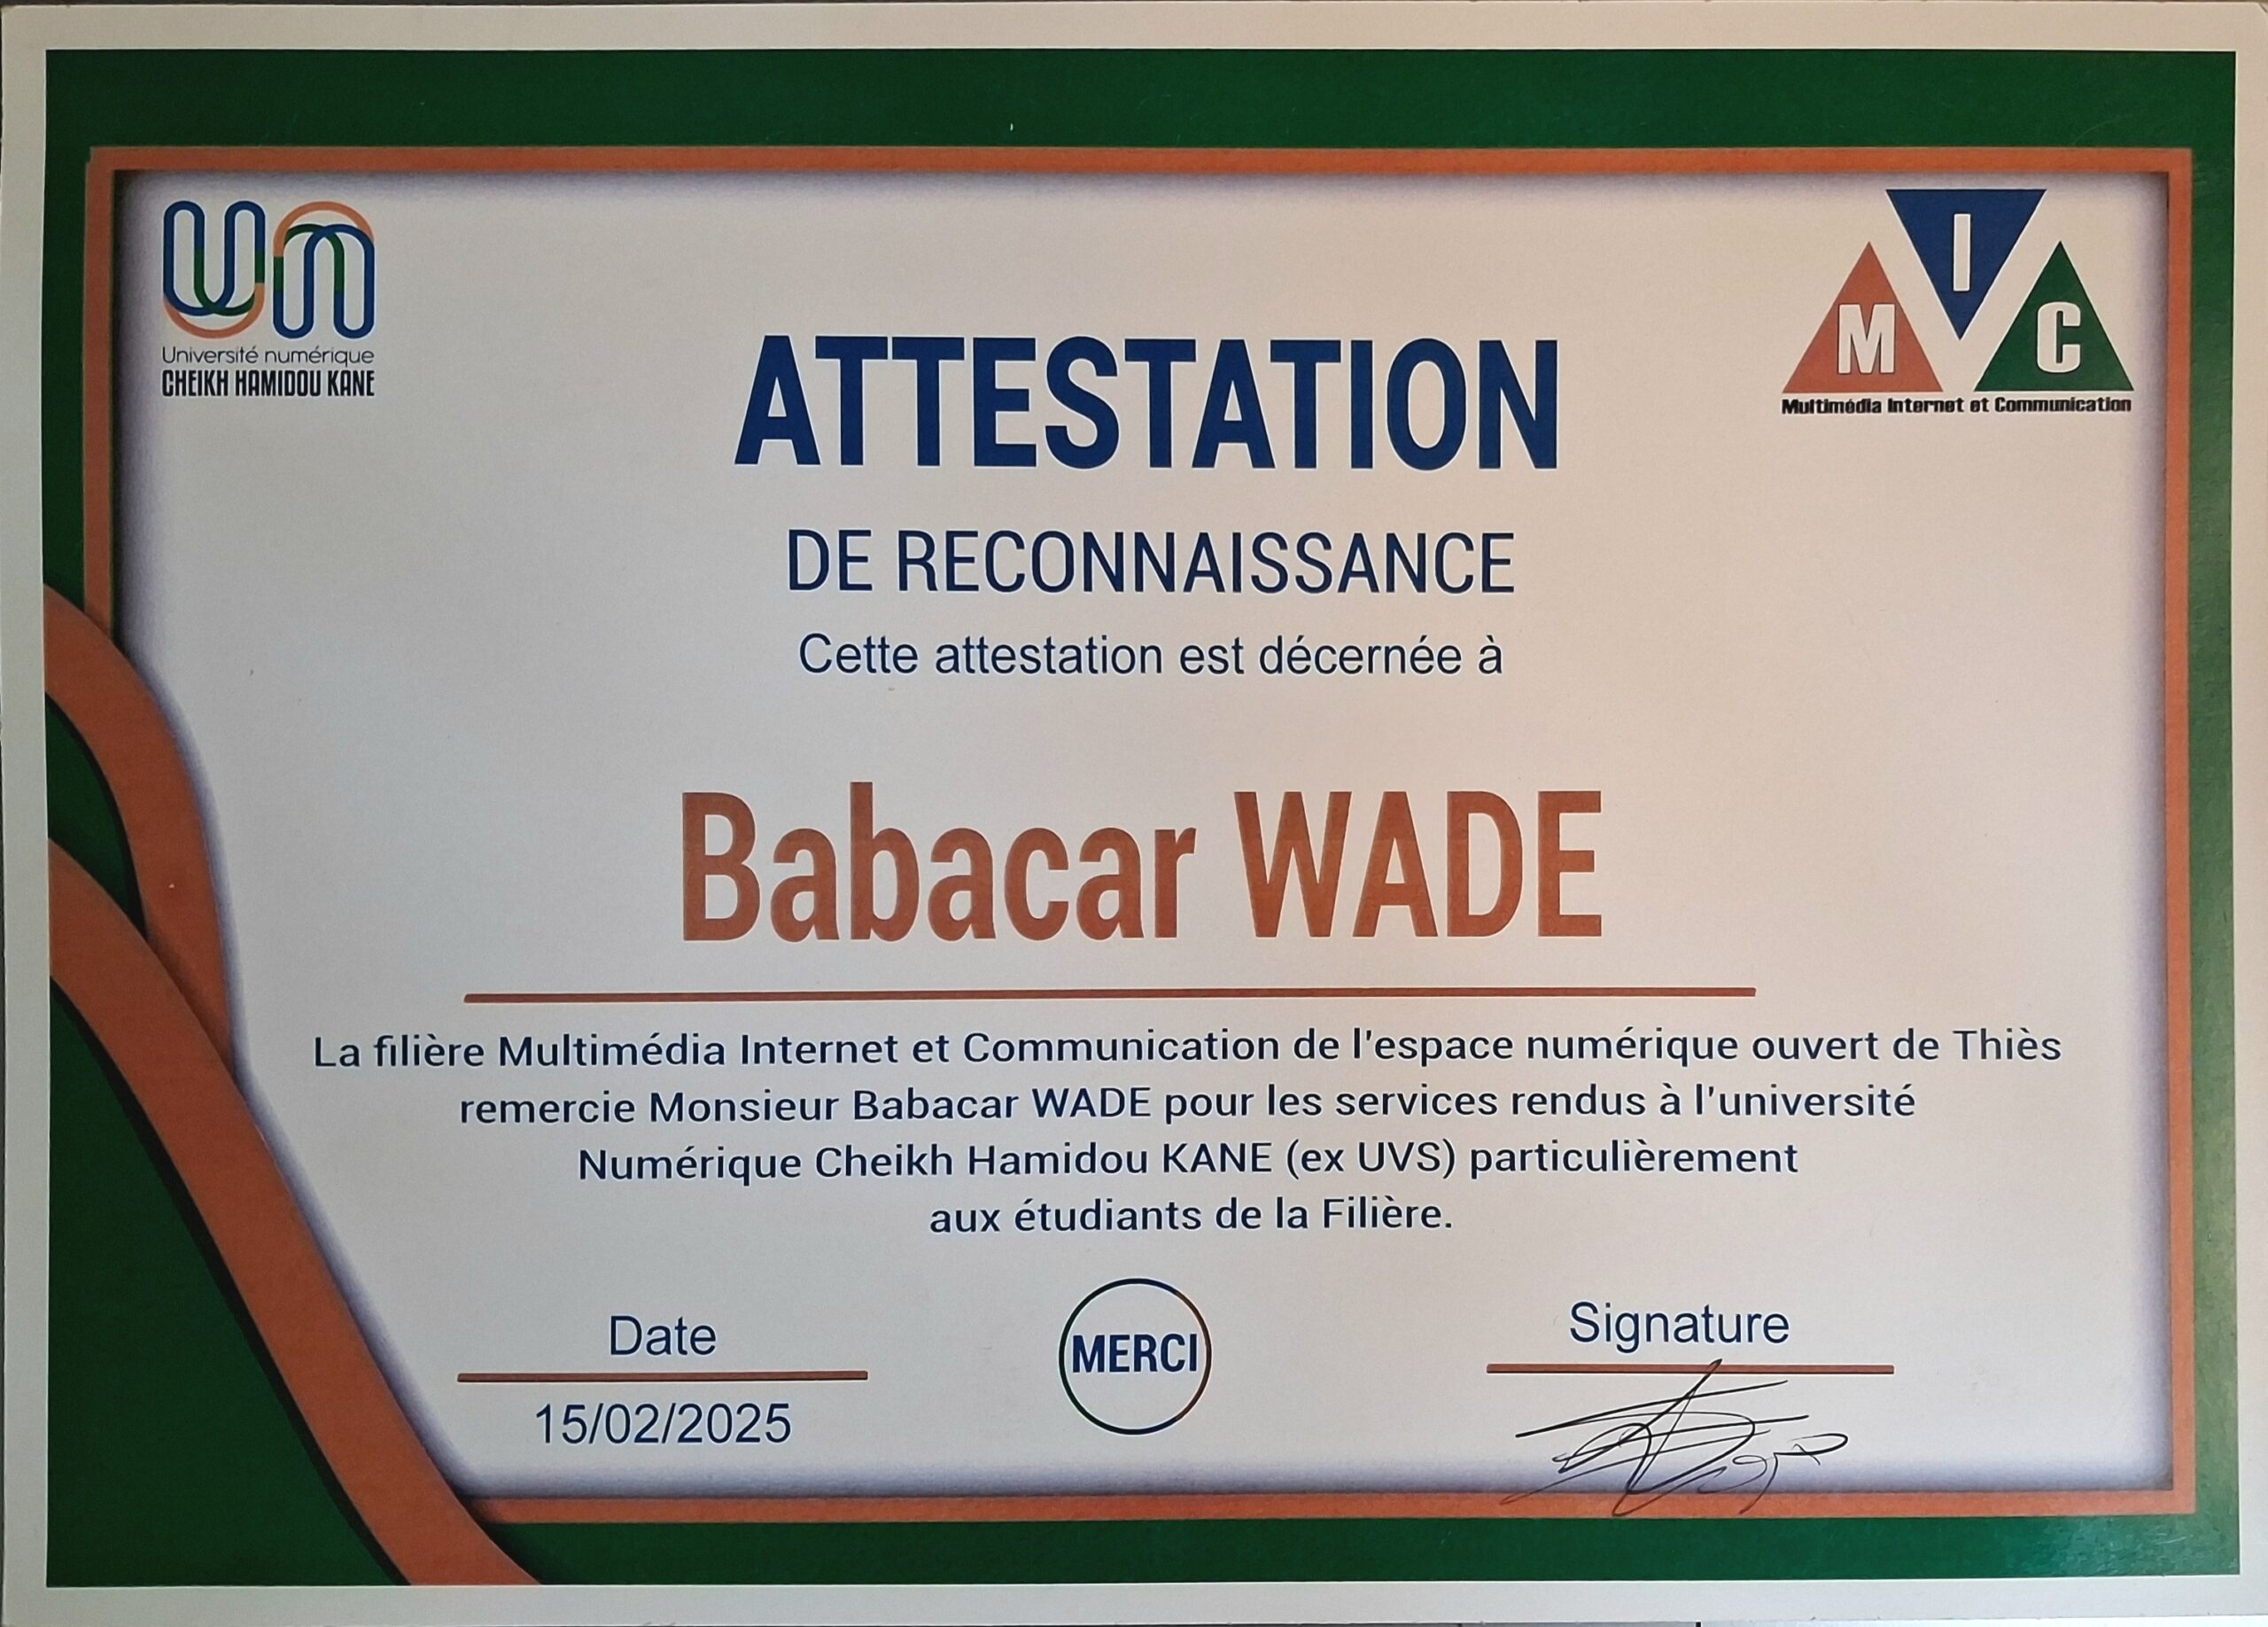 Un
Université numérique
CHEIKH HAMIDOU KANE
M I C
Multimédia Internet et Communication
ATTESTATION
DE RECONNAISSANCE
Cette attestation est décernée à
Babacar WADE
La filière Multimédia Internet et Communication de l'espace numérique ouvert de Thiès
remercie Monsieur Babacar WADE pour les services rendus à l'université
Numérique Cheikh Hamidou KANE (ex UVS) particulièrement
aux étudiants de la Filière.
Date
15/02/2025
MERCI
Signature